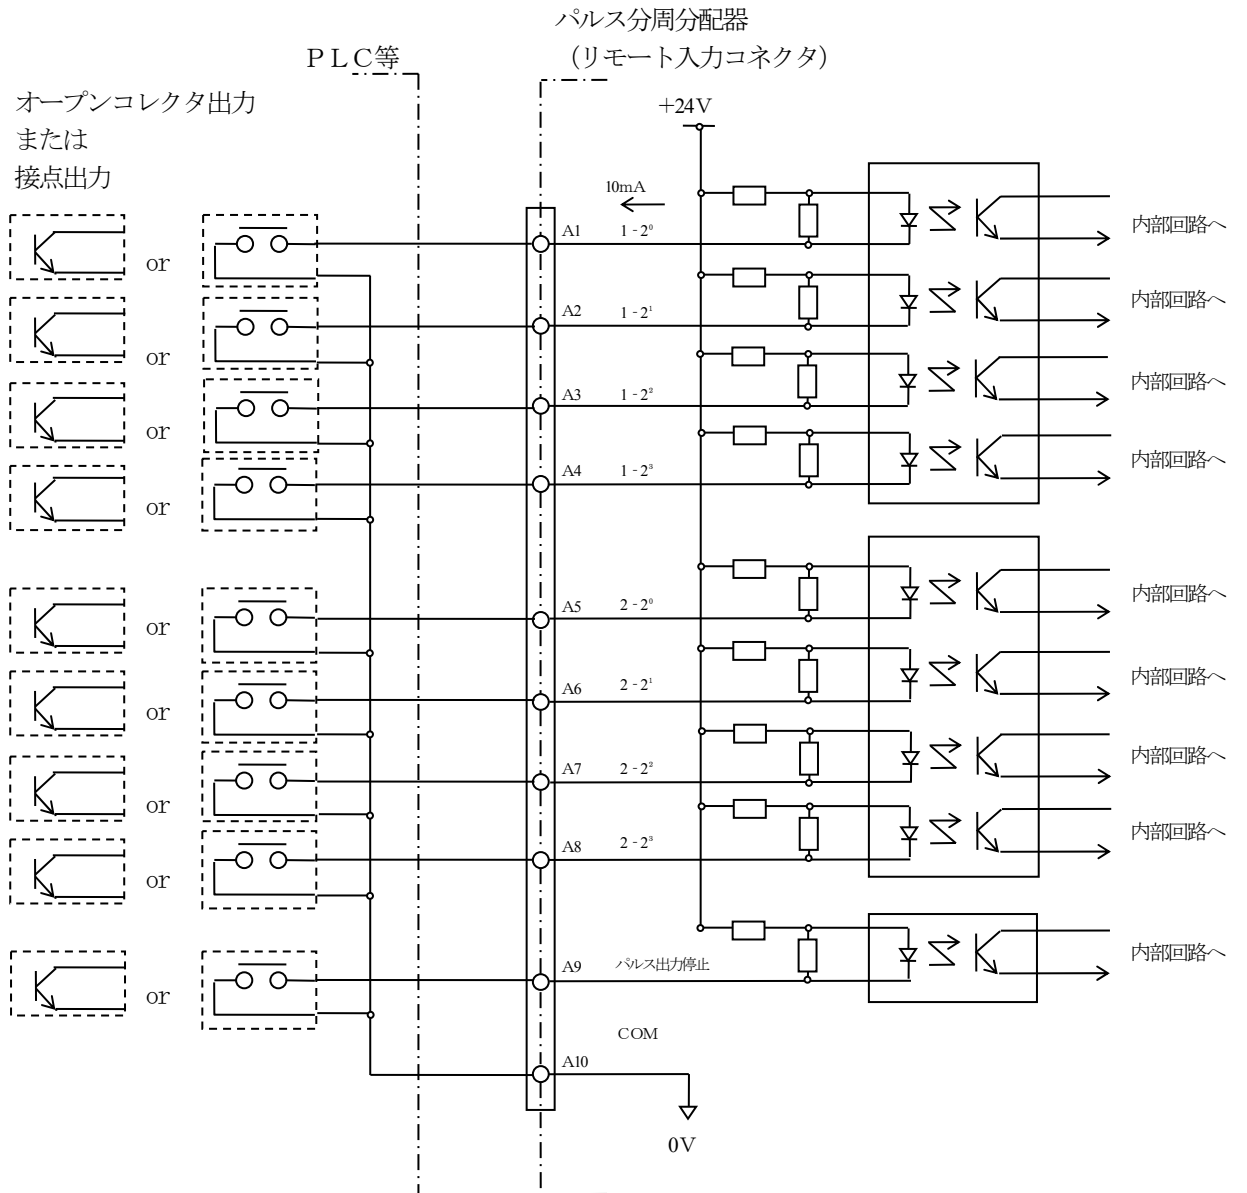 パルス分周分配器
（リモート入力コネクタ）
ＰＬＣ等
オープンコレクタ出力
または
接点出力
＋24V
10mA
or
A1
1 - 2⁰
内部回路へ
or
A2
1 - 2¹
内部回路へ
or
A3
1 - 2²
内部回路へ
or
A4
1 - 2³
内部回路へ
or
A5
2 - 2⁰
内部回路へ
or
A6
2 - 2¹
内部回路へ
or
A7
2 - 2²
内部回路へ
or
A8
2 - 2³
内部回路へ
or
A9
パルス出力停止
内部回路へ
COM
A10
0V